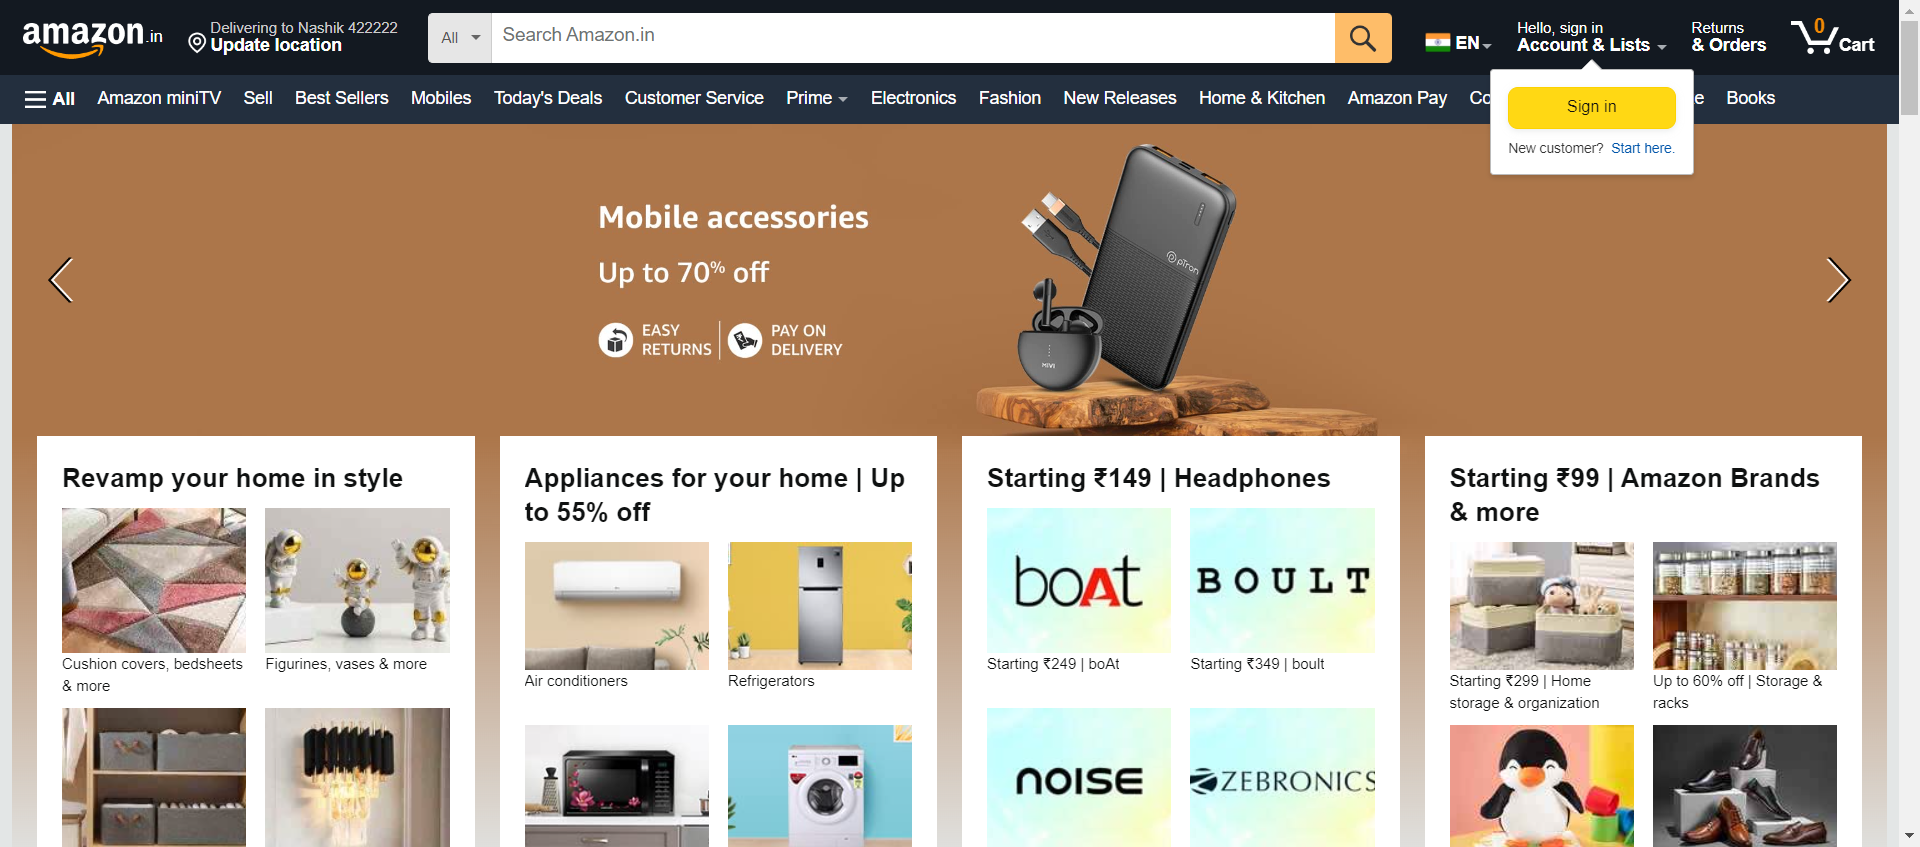 amazon.in
Delivering to Nashik 422222
Update location
All
Search Amazon.in
EN
Hello, sign in
Account & Lists
Returns
& Orders
0
Cart
All
Amazon miniTV
Sell
Best Sellers
Mobiles
Today's Deals
Customer Service
Prime
Electronics
Fashion
New Releases
Home & Kitchen
Amazon Pay
Co
e
Books
Sign in
New customer? Start here.
Mobile accessories
Up to 70% off
EASY
RETURNS
PAY ON
DELIVERY
pTron
MIVI
Revamp your home in style
Cushion covers, bedsheets
& more
Figurines, vases & more
Appliances for your home | Up
to 55% off
Air conditioners
Refrigerators
Starting ₹149 | Headphones
boAt
BOULT
Starting ₹249 | boAt
Starting ₹349 | boult
noise
ZEBRONICS
Starting ₹99 | Amazon Brands
& more
Starting ₹299 | Home
storage & organization
Up to 60% off | Storage &
racks